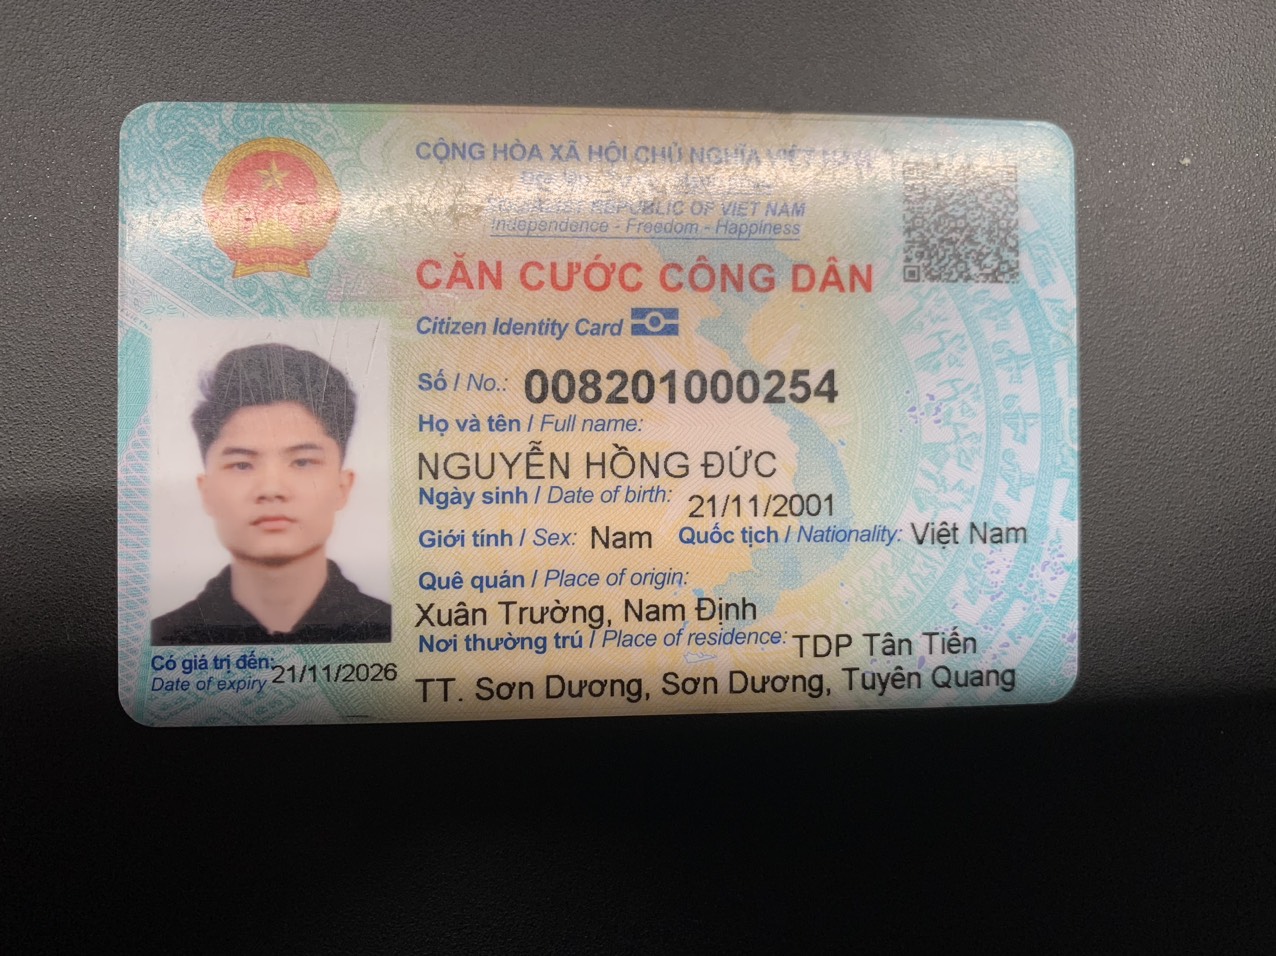 CỘNG HÒA XÃ HỘI CHỦ NGHĨA VIỆT NAM
REPUBLIC OF VIET NAM
Independence - Freedom - Happiness
CĂN CƯỚC CÔNG DÂN
Citizen Identity Card
Số / No.: 008201000254
Họ và tên / Full name:
NGUYỄN HỒNG ĐỨC
Ngày sinh / Date of birth: 21/11/2001
Giới tính / Sex: Nam Quốc tịch / Nationality: Việt Nam
Quê quán / Place of origin:
Xuân Trường, Nam Định
Nơi thường trú / Place of residence: TDP Tân Tiến
TT. Sơn Dương, Sơn Dương, Tuyên Quang
Có giá trị đến: 21/11/2026
Date of expiry